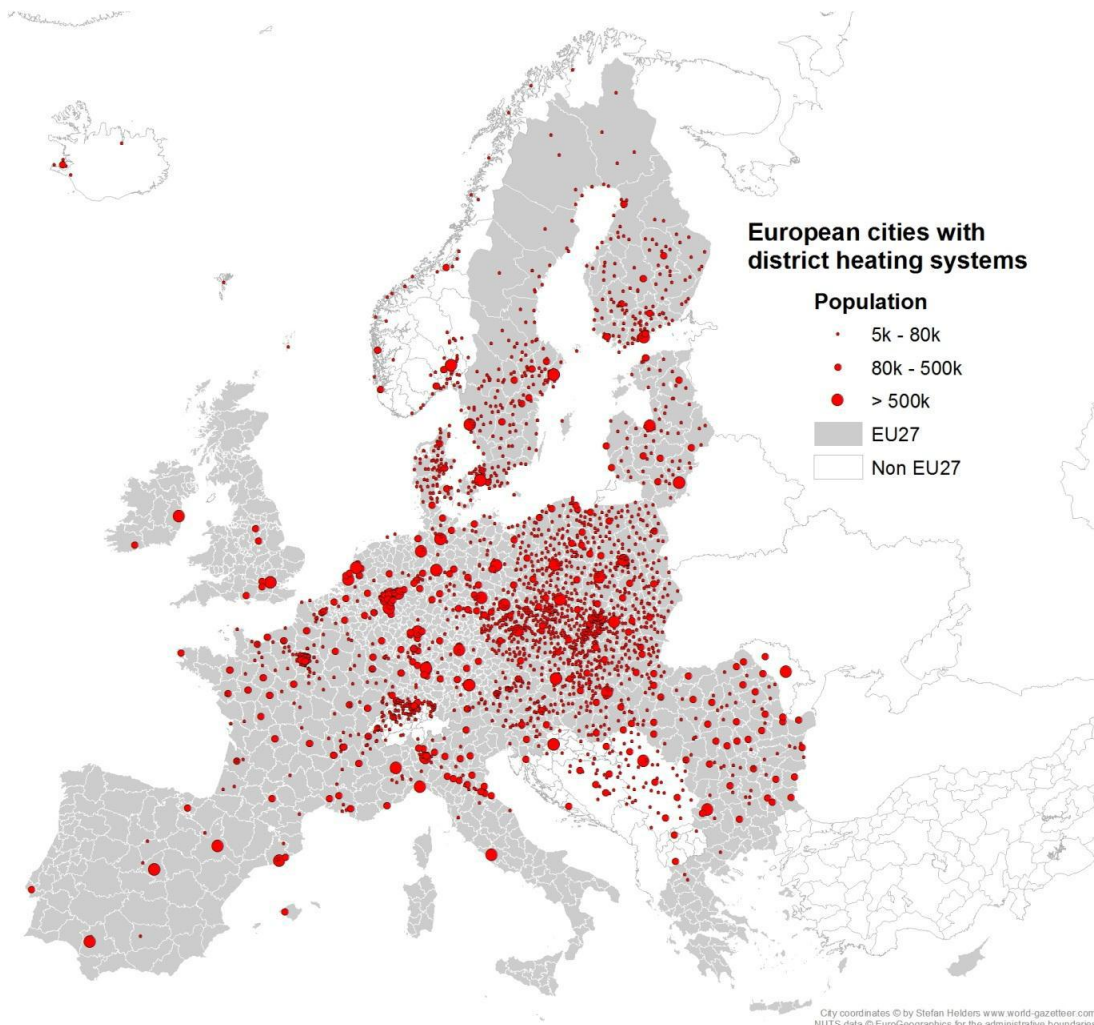 European cities with
district heating systems
Population
5k - 80k
80k - 500k
> 500k
EU27
Non EU27
City coordinates © by Stefan Helders www.world-gazetteer.com
NUTS data © EuroGeographics for the administrative boundaries